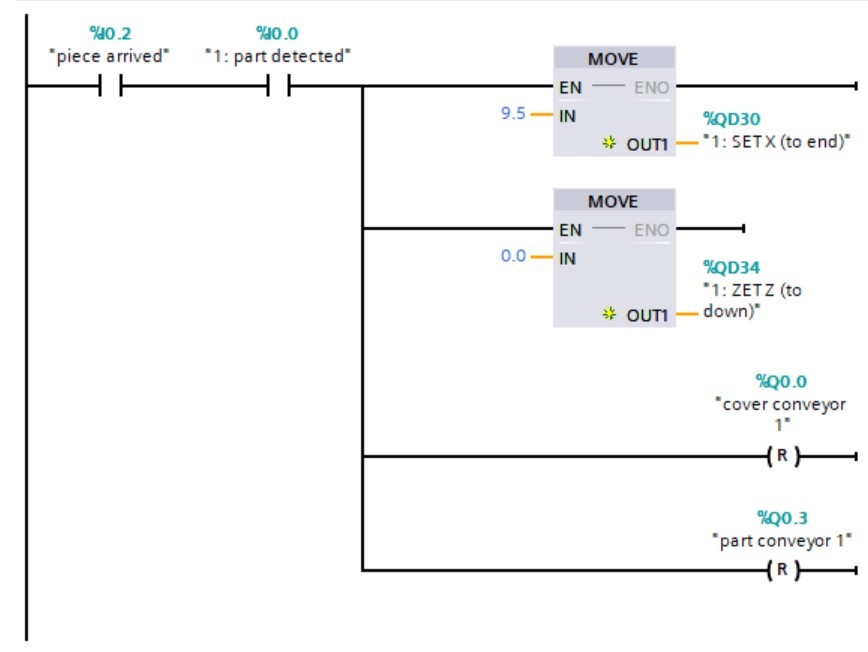 %I0.2
"piece arrived"
%I0.0
"1: part detected"
MOVE
EN
ENO
9.5
IN
OUT1
%QD30
"1: SET X (to end)"
MOVE
EN
ENO
0.0
IN
OUT1
%QD34
"1: ZET Z (to
down)"
%Q0.0
"cover conveyor
1"
R
%Q0.3
"part conveyor 1"
R